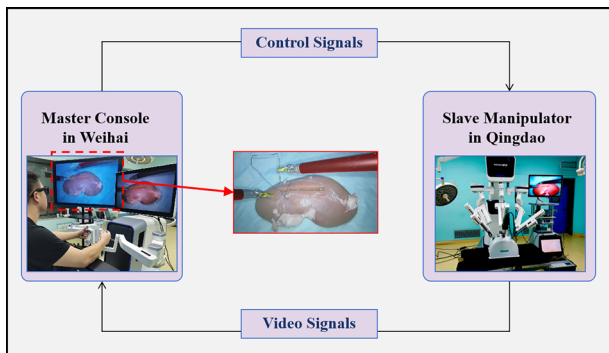 Control Signals
Master Console
in Weihai
Slave Manipulator
in Qingdao
Video Signals